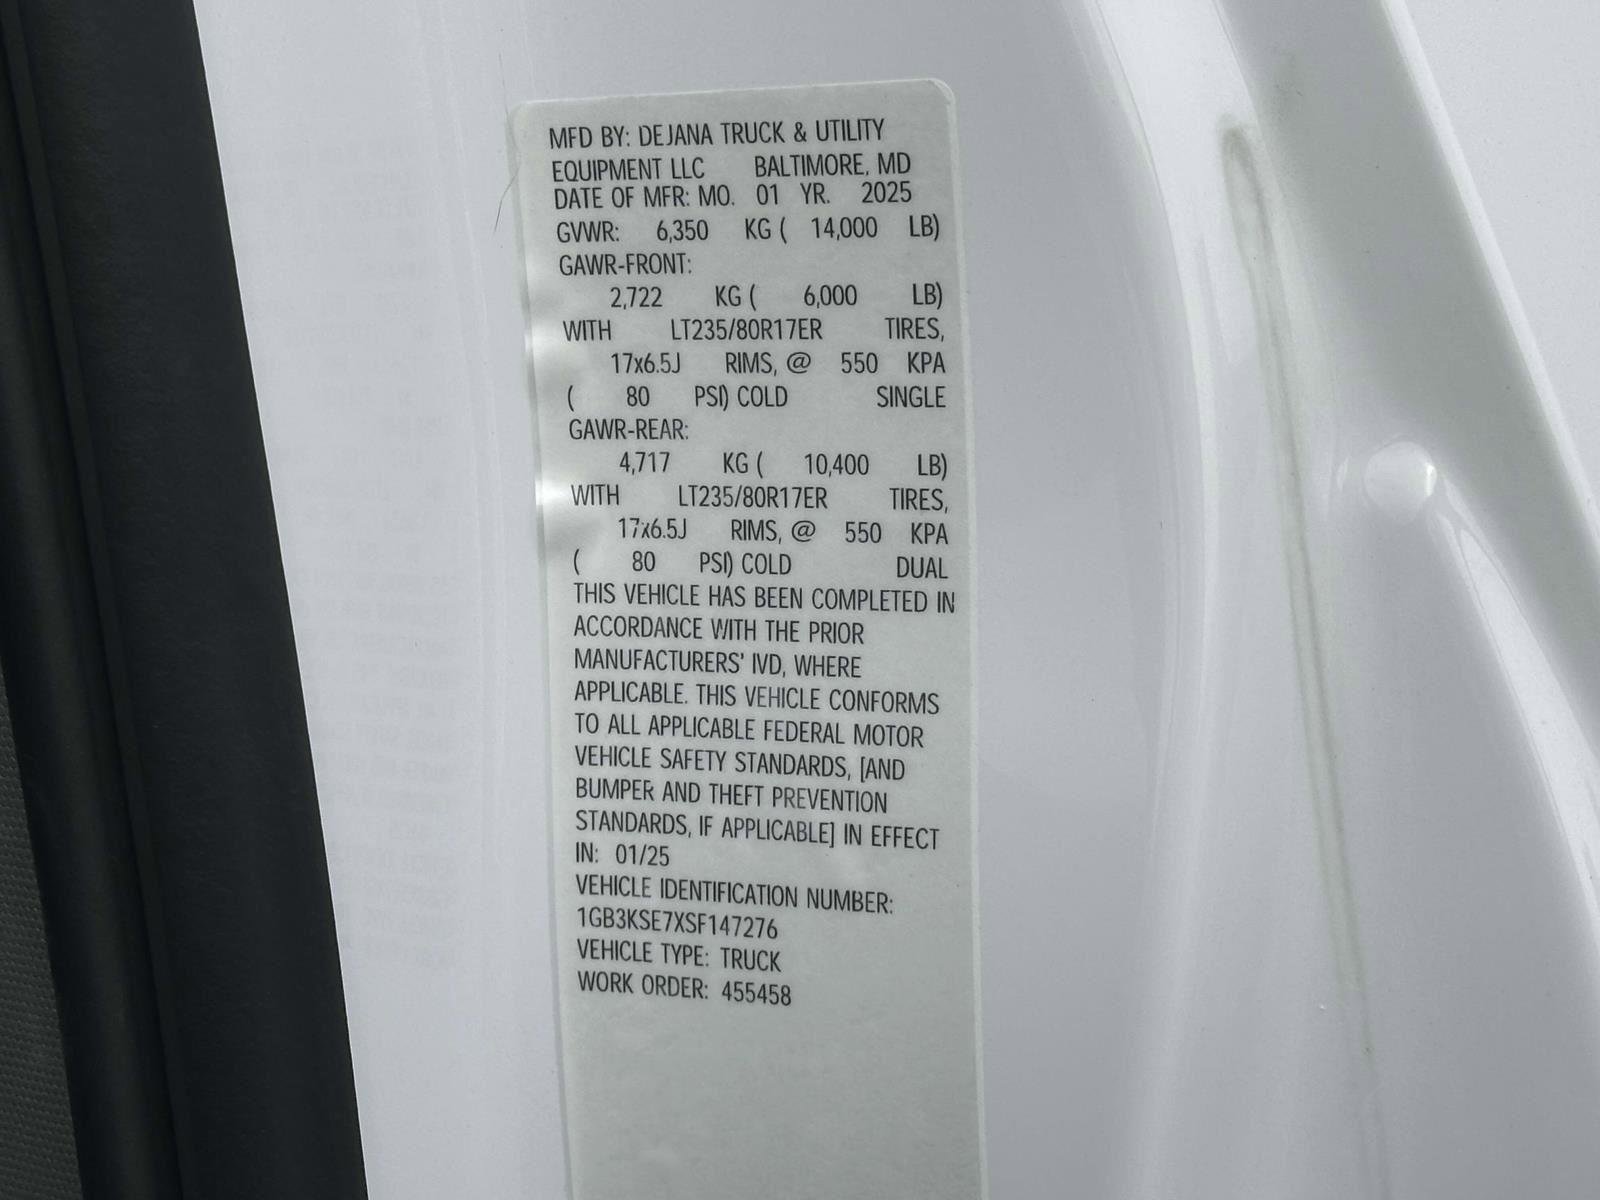 MFD BY: DEJANA TRUCK & UTILITY
EQUIPMENT LLC BALTIMORE, MD
DATE OF MFR: MO. 01 YR. 2025
GVWR: 6,350 KG ( 14,000 LB)
GAWR-FRONT:
2,722 KG ( 6,000 LB)
WITH LT235/80R17ER TIRES,
17x6.5J RIMS, @ 550 KPA
( 80 PSI) COLD SINGLE
GAWR-REAR:
4,717 KG ( 10,400 LB)
WITH LT235/80R17ER TIRES,
17x6.5J RIMS, @ 550 KPA
( 80 PSI) COLD DUAL
THIS VEHICLE HAS BEEN COMPLETED IN
ACCORDANCE WITH THE PRIOR
MANUFACTURERS' IVD, WHERE
APPLICABLE. THIS VEHICLE CONFORMS
TO ALL APPLICABLE FEDERAL MOTOR
VEHICLE SAFETY STANDARDS, [AND
BUMPER AND THEFT PREVENTION
STANDARDS, IF APPLICABLE] IN EFFECT
IN: 01/25
VEHICLE IDENTIFICATION NUMBER:
1GB3KSE7XSF147276
VEHICLE TYPE: TRUCK
WORK ORDER: 455458